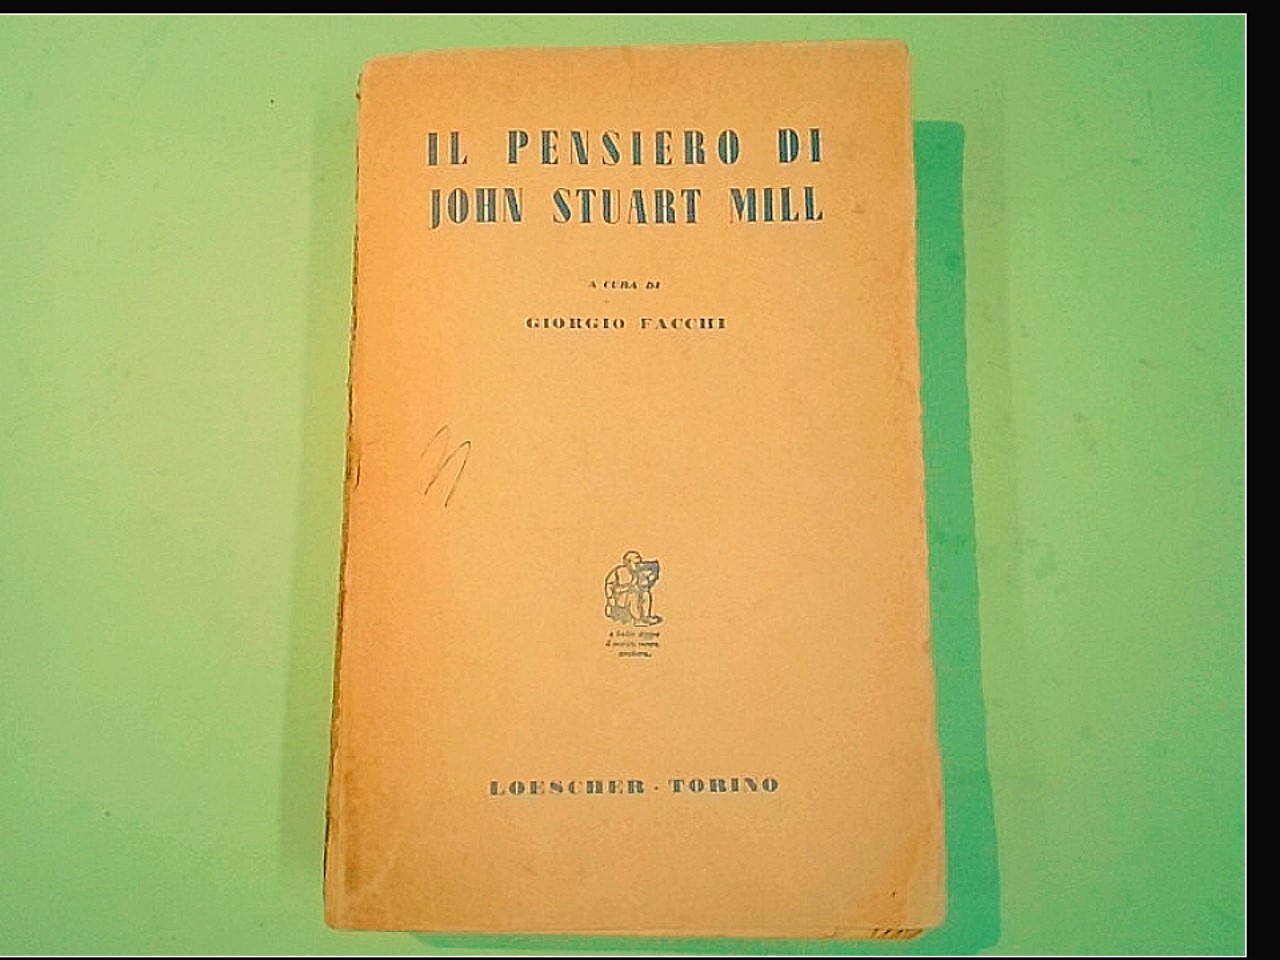 IL PENSIERO DI
JOHN STUART MILL
A CURA DI
GIORGIO FACCHI
LOESCHER - TORINO